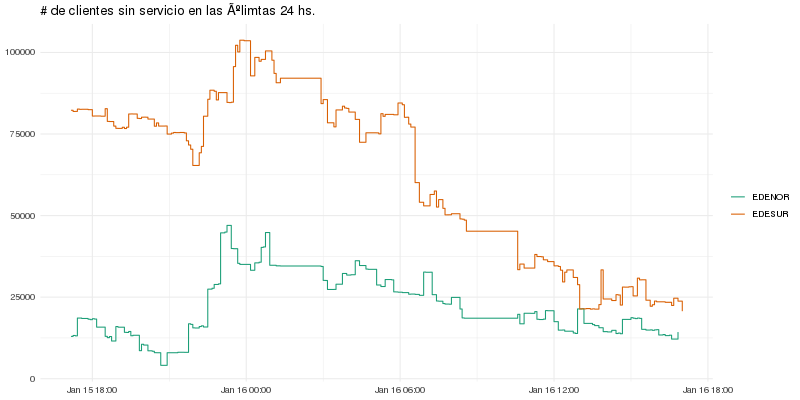 # de clientes sin servicio en las Ãºlimtas 24 hs.
100000
75000
50000
25000
0
Jan 15 18:00
Jan 16 00:00
Jan 16 06:00
Jan 16 12:00
Jan 16 18:00
EDENOR
EDESUR